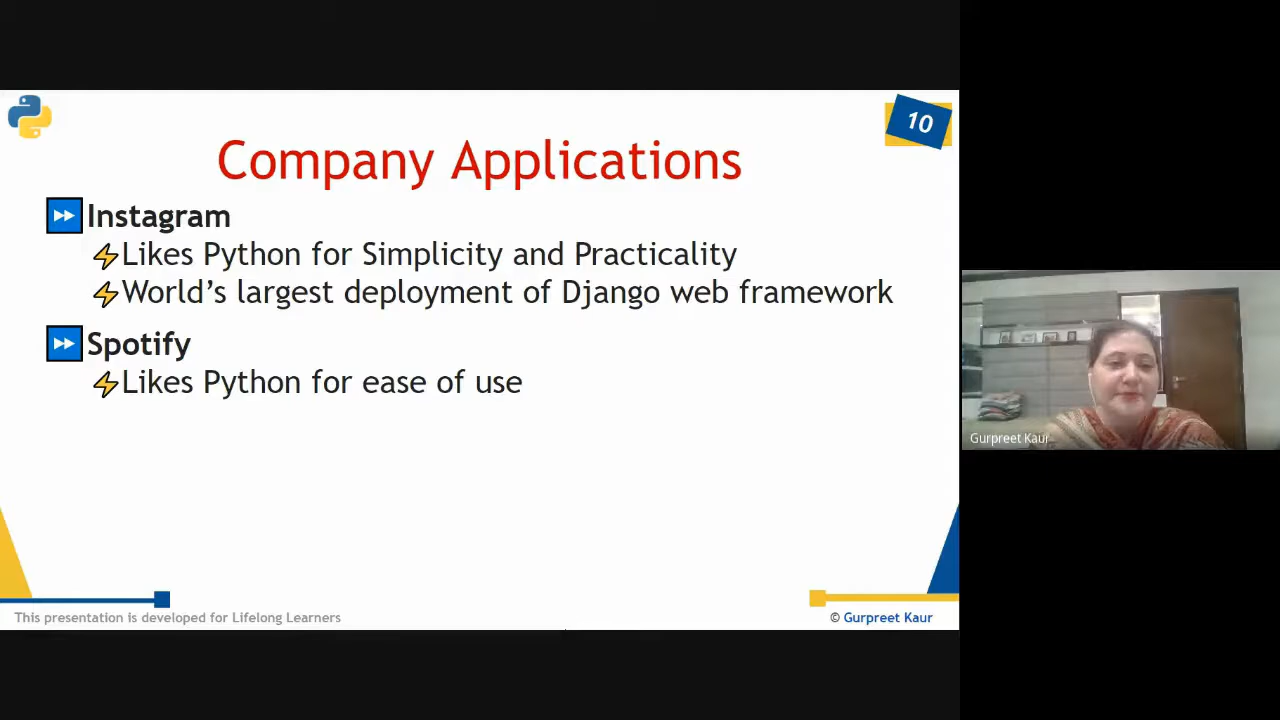 10
Company Applications
Instagram
Likes Python for Simplicity and Practicality
World's largest deployment of Django web framework
Spotify
Likes Python for ease of use
Gurpreet Kaur
This presentation is developed for Lifelong Learners
© Gurpreet Kaur